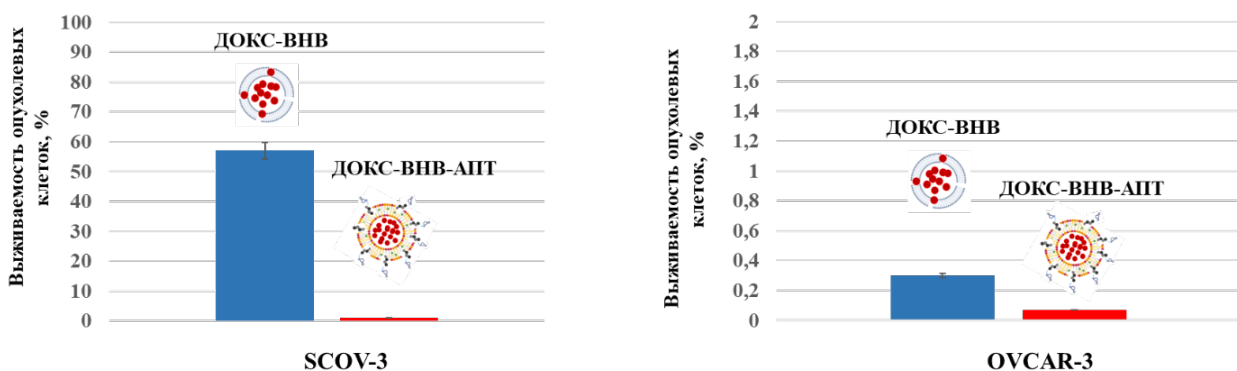 Выживаемость опухолевых
клеток, %
100
90
80
70
60
50
40
30
20
10
0
ДОКС-ВНВ
ДОКС-ВНВ-АПТ
SCOV-3
Выживаемость опухолевых
клеток, %
2
1,8
1,6
1,4
1,2
1
0,8
0,6
0,4
0,2
0
ДОКС-ВНВ
ДОКС-ВНВ-АПТ
OVCAR-3